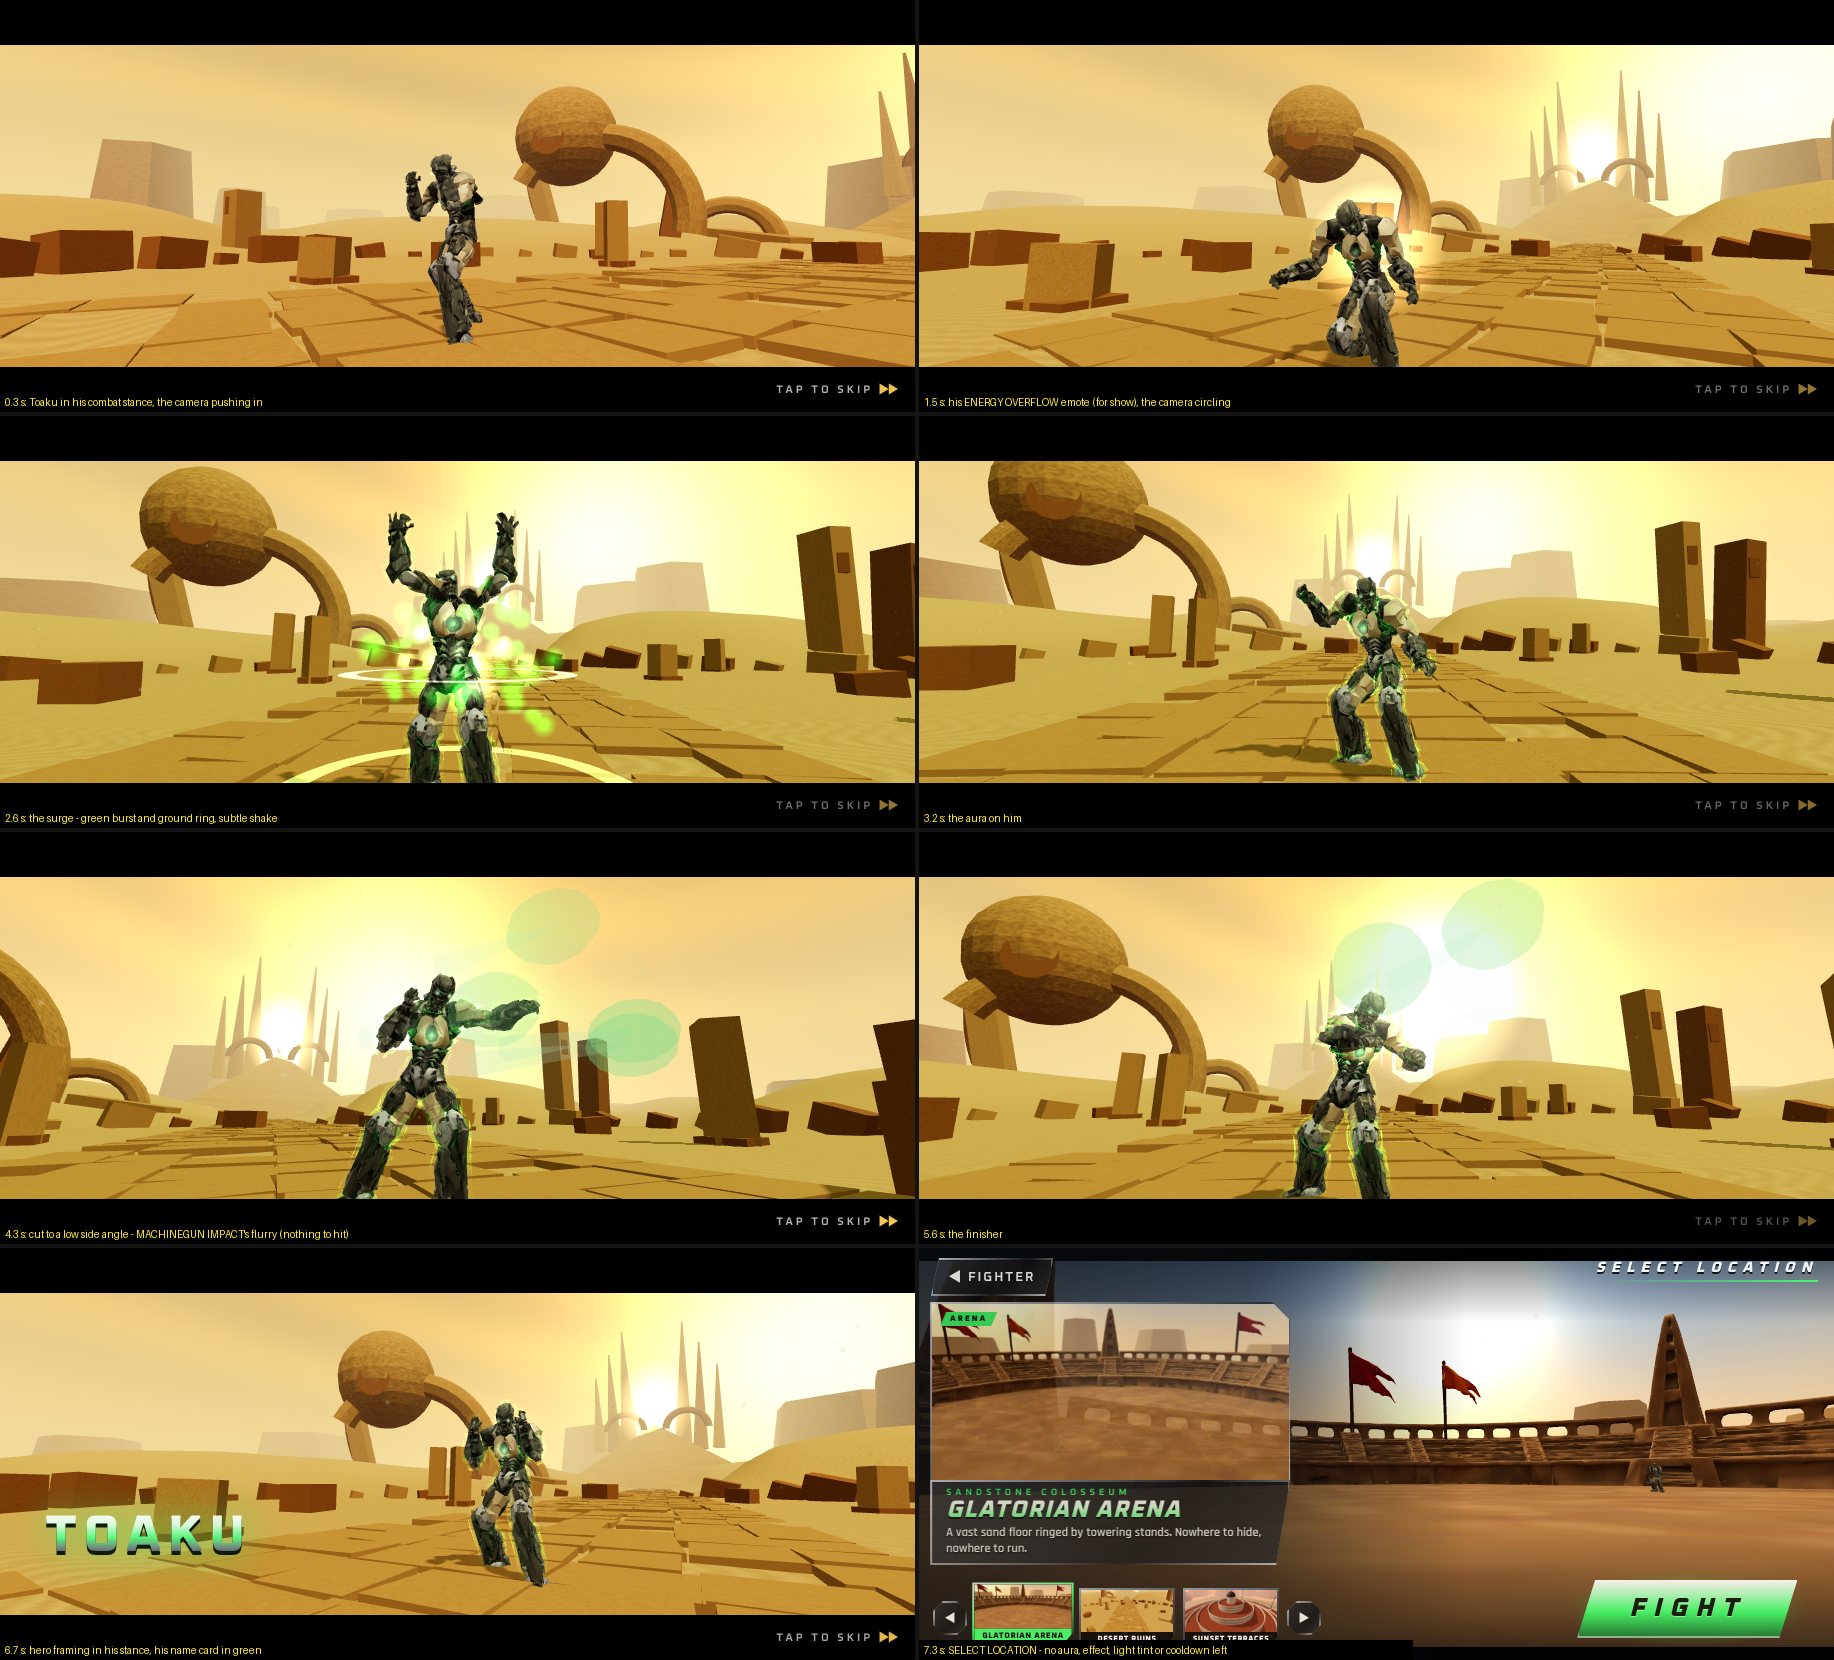 TAP TO SKIP
0.3 s: Toaku in his combat stance, the camera pushing in
TAP TO SKIP
1.5 s: his ENERGY OVERFLOW emote (for show), the camera circling
TAP TO SKIP
2.6 s: the surge - green burst and ground ring, subtle shake
TAP TO SKIP
3.2 s: the aura on him
TAP TO SKIP
4.3 s: cut to a low side angle - MACHINEGUN IMPACT's flurry (nothing to hit)
TAP TO SKIP
5.6 s: the finisher
TOAKU
TAP TO SKIP
6.7 s: hero framing in his stance, his name card in green
FIGHTER
SELECT LOCATION
ARENA
SANDSTONE COLOSSEUM
GLATORIAN ARENA
A vast sand floor ringed by towering stands. Nowhere to hide,
nowhere to run.
FIGHT
GLATORIAN ARENA
DESERT RUINS
SUNSET TERRACES
7.3 s: SELECT LOCATION - no aura, effect, light tint or cooldown left